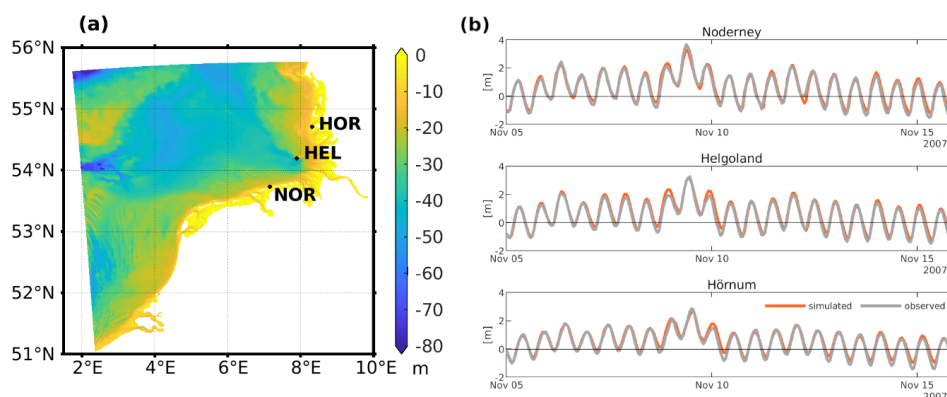 (a)
56°N
55°N
54°N
53°N
52°N
51°N
2°E 4°E 6°E 8°E 10°E
HOR
HEL
NOR
0
-10
-20
-30
-40
-50
-60
-70
-80
m
(b)
Noderney
[m]
4
2
0
-2
Nov 05 Nov 10 Nov 15
2007
Helgoland
[m]
4
2
0
-2
Nov 05 Nov 10 Nov 15
2007
Hörnum
simulated observed
[m]
4
2
0
-2
Nov 05 Nov 10 Nov 15
2007